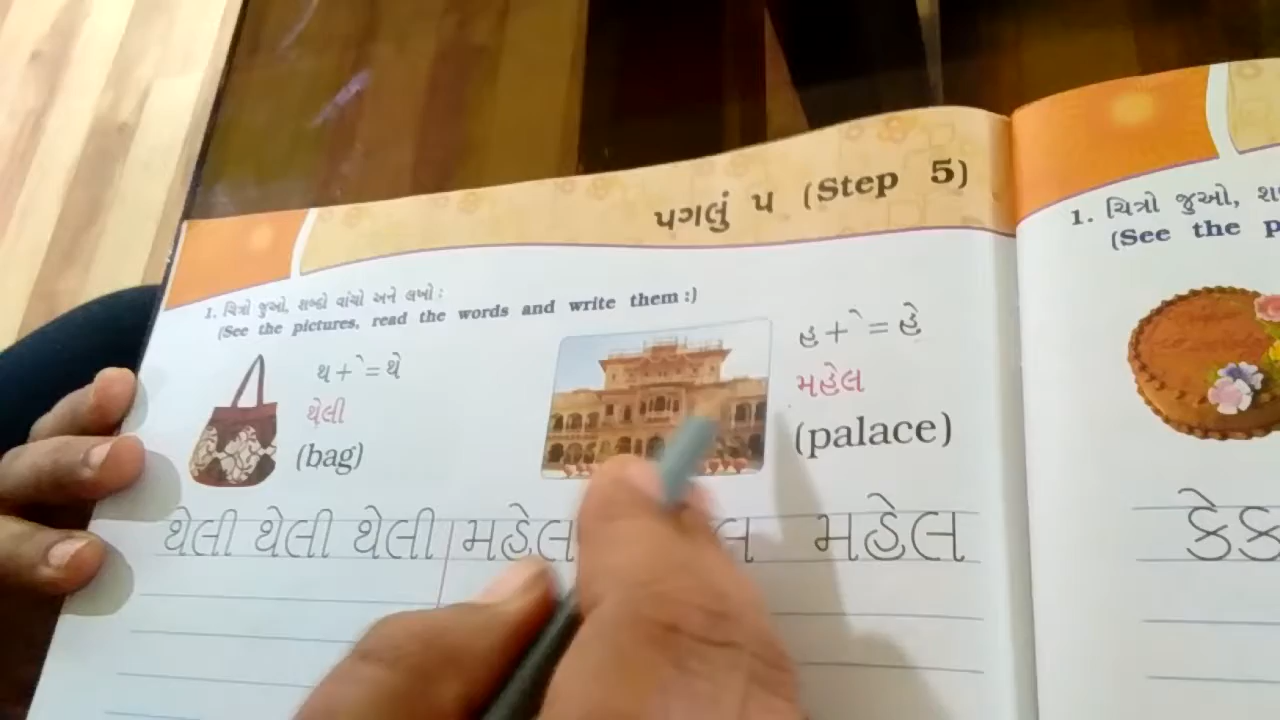 પગલું ૫ (Step 5)
1. ચિત્રો જુઓ, શબ્દો વાંચો અને લખો :
(See the pictures, read the words and write them :)
થ + ે = થે
થેલી
(bag)
હ + ે = હે
મહેલ
(palace)
થેલી થેલી થેલી મહેલ લ મહેલ
1. ચિત્રો જુઓ,
(See the
કેક